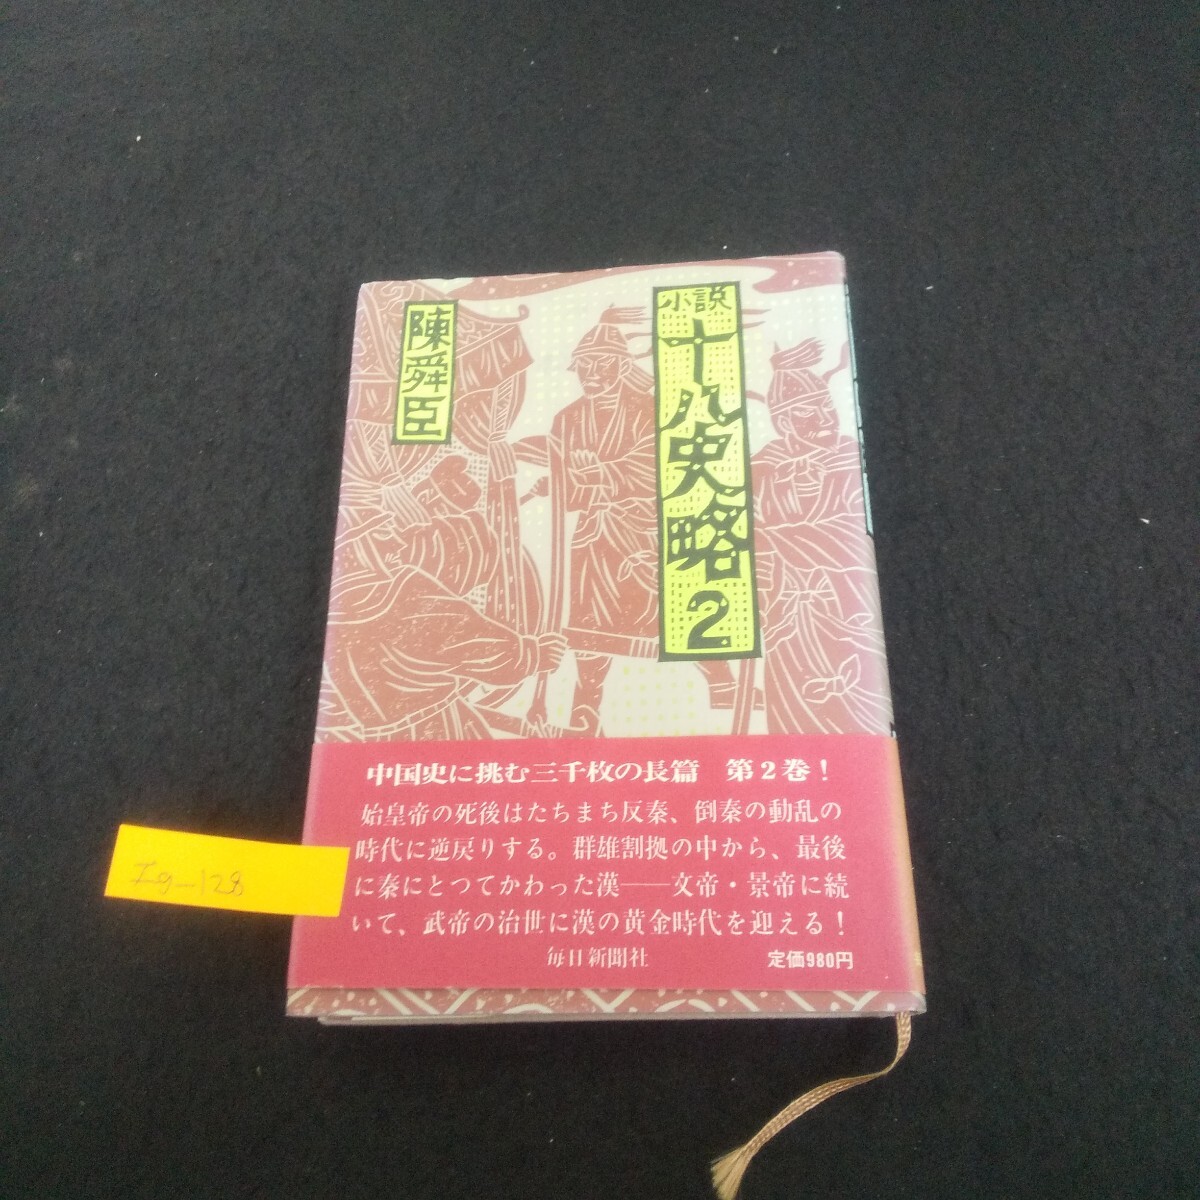 小説
十八史略2
陳舜臣
中国史に挑む三千枚の長篇 第2巻!
始皇帝の死後はたちまち反秦、倒秦の動乱の
時代に逆戻りする。群雄割拠の中から、最後
に秦にとつてかわった漢――文帝・景帝に続
いて、武帝の治世に漢の黄金時代を迎える!
毎日新聞社 定価980円
Ig-128